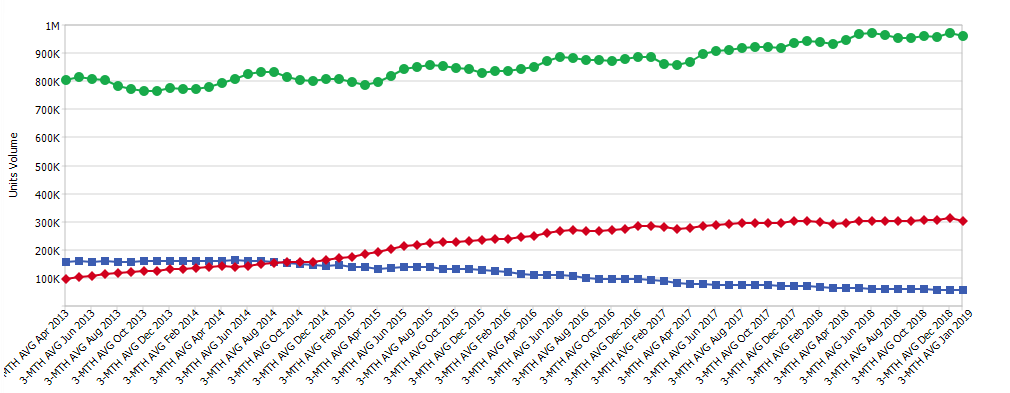 1M
900K
800K
700K
600K
500K
400K
300K
200K
100K
Units Volume
3-MTH AVG Apr 2013
3-MTH AVG Jun 2013
3-MTH AVG Aug 2013
3-MTH AVG Oct 2013
3-MTH AVG Dec 2013
3-MTH AVG Feb 2014
3-MTH AVG Apr 2014
3-MTH AVG Jun 2014
3-MTH AVG Aug 2014
3-MTH AVG Oct 2014
3-MTH AVG Dec 2014
3-MTH AVG Feb 2015
3-MTH AVG Apr 2015
3-MTH AVG Jun 2015
3-MTH AVG Aug 2015
3-MTH AVG Oct 2015
3-MTH AVG Dec 2015
3-MTH AVG Feb 2016
3-MTH AVG Apr 2016
3-MTH AVG Jun 2016
3-MTH AVG Aug 2016
3-MTH AVG Oct 2016
3-MTH AVG Dec 2016
3-MTH AVG Feb 2017
3-MTH AVG Apr 2017
3-MTH AVG Jun 2017
3-MTH AVG Aug 2017
3-MTH AVG Oct 2017
3-MTH AVG Dec 2017
3-MTH AVG Feb 2018
3-MTH AVG Apr 2018
3-MTH AVG Jun 2018
3-MTH AVG Aug 2018
3-MTH AVG Oct 2018
3-MTH AVG Dec 2018
3-MTH AVG Jan 2019